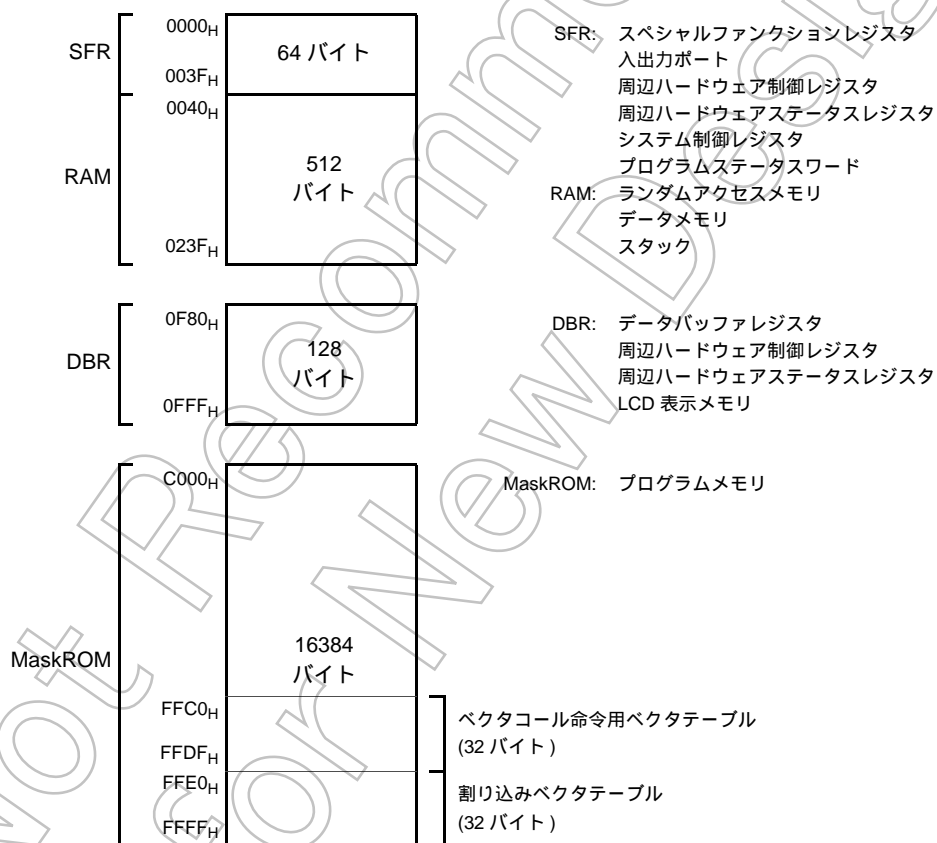 SFR
0000H
64 バイト
003FH
RAM
0040H
512
バイト
023FH
SFR: スペシャルファンクションレジスタ
入出力ポート
周辺ハードウェア制御レジスタ
周辺ハードウェアステータスレジスタ
システム制御レジスタ
プログラムステータスワード
RAM: ランダムアクセスメモリ
データメモリ
スタック
DBR
0F80H
128
バイト
0FFFH
DBR: データバッファレジスタ
周辺ハードウェア制御レジスタ
周辺ハードウェアステータスレジスタ
LCD 表示メモリ
MaskROM
C000H
16384
バイト
FFC0H
FFDFH
FFE0H
FFFFH
MaskROM: プログラムメモリ
ベクタコール命令用ベクタテーブル
(32 バイト )
割り込みベクタテーブル
(32 バイト )
Not Recomme
for New Desig